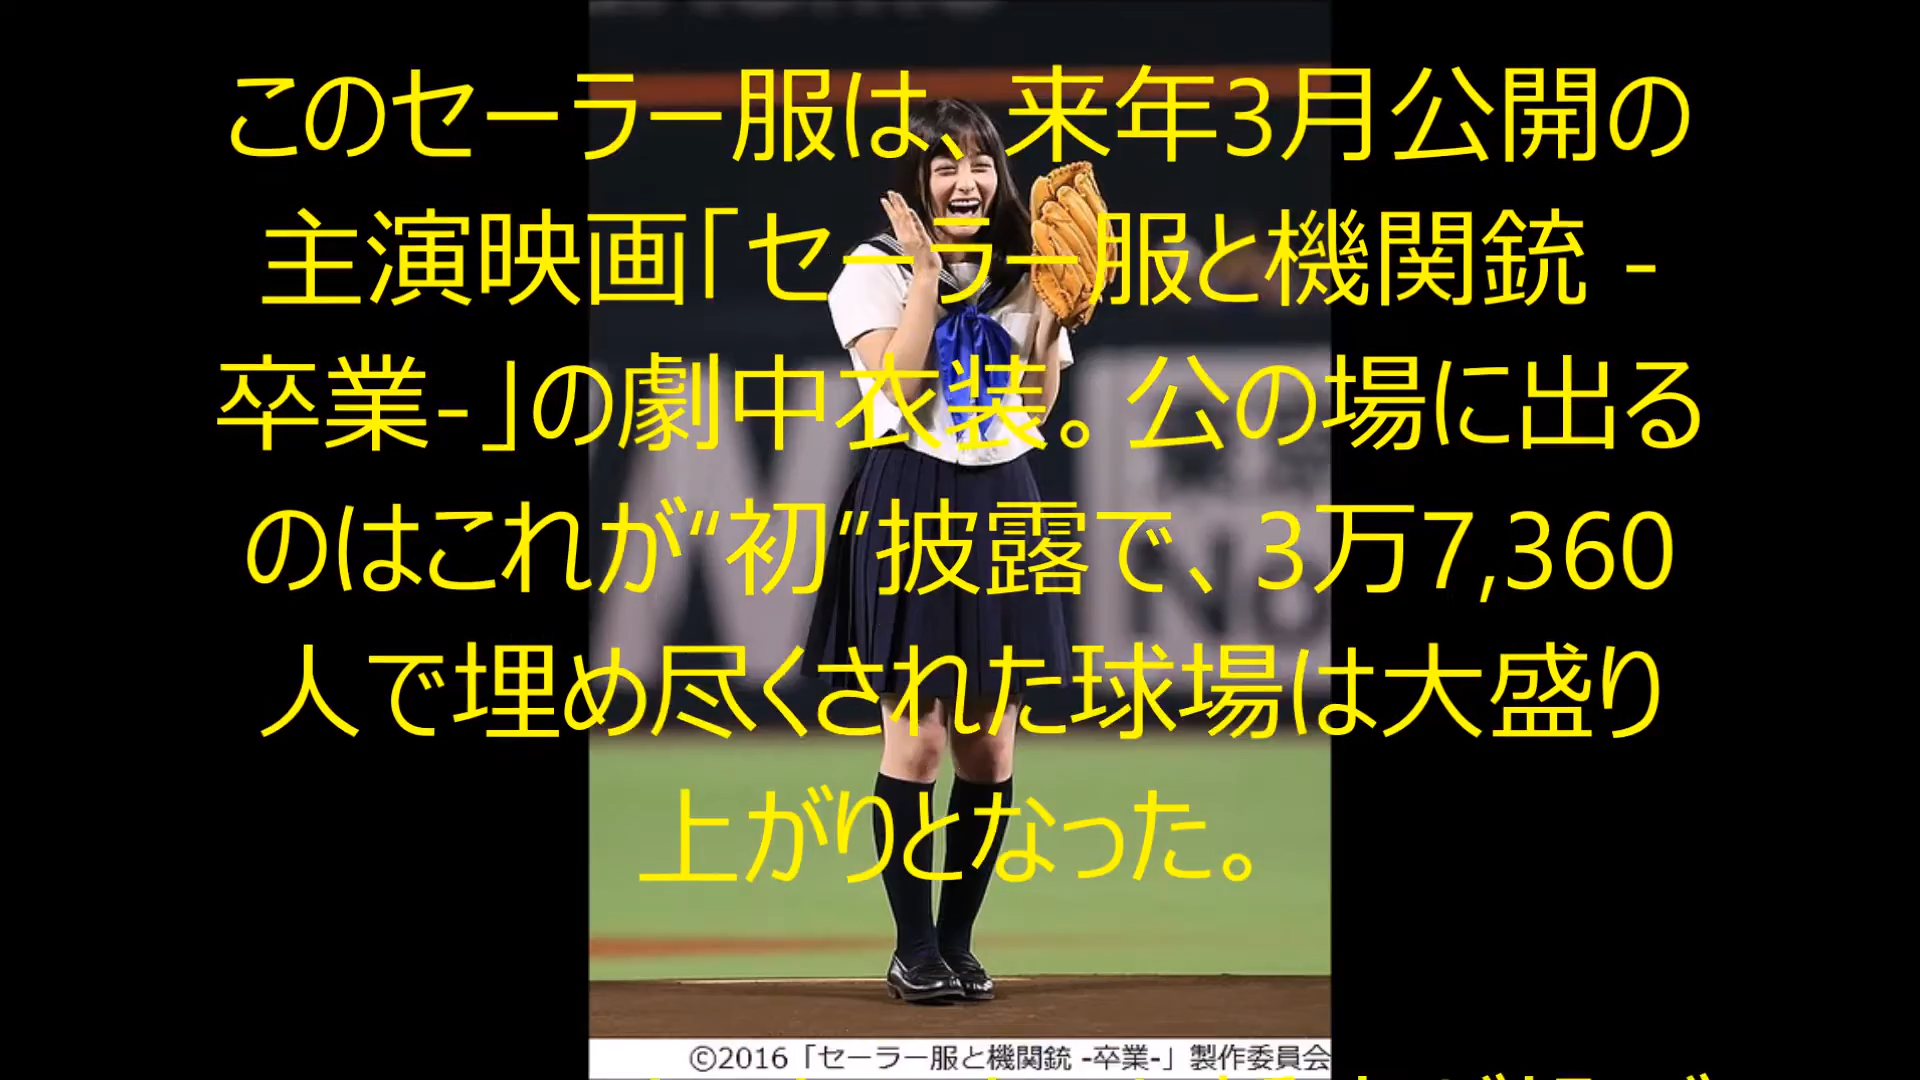 このセーラー服は、来年3月公開の
主演映画「セーラー服と機関銃 -
卒業-」の劇中衣装。公の場に出る
のはこれが“初”披露で、3万7,360
人で埋め尽くされた球場は大盛り
上がりとなった。
©2016「セーラー服と機関銃 -卒業-」製作委員会